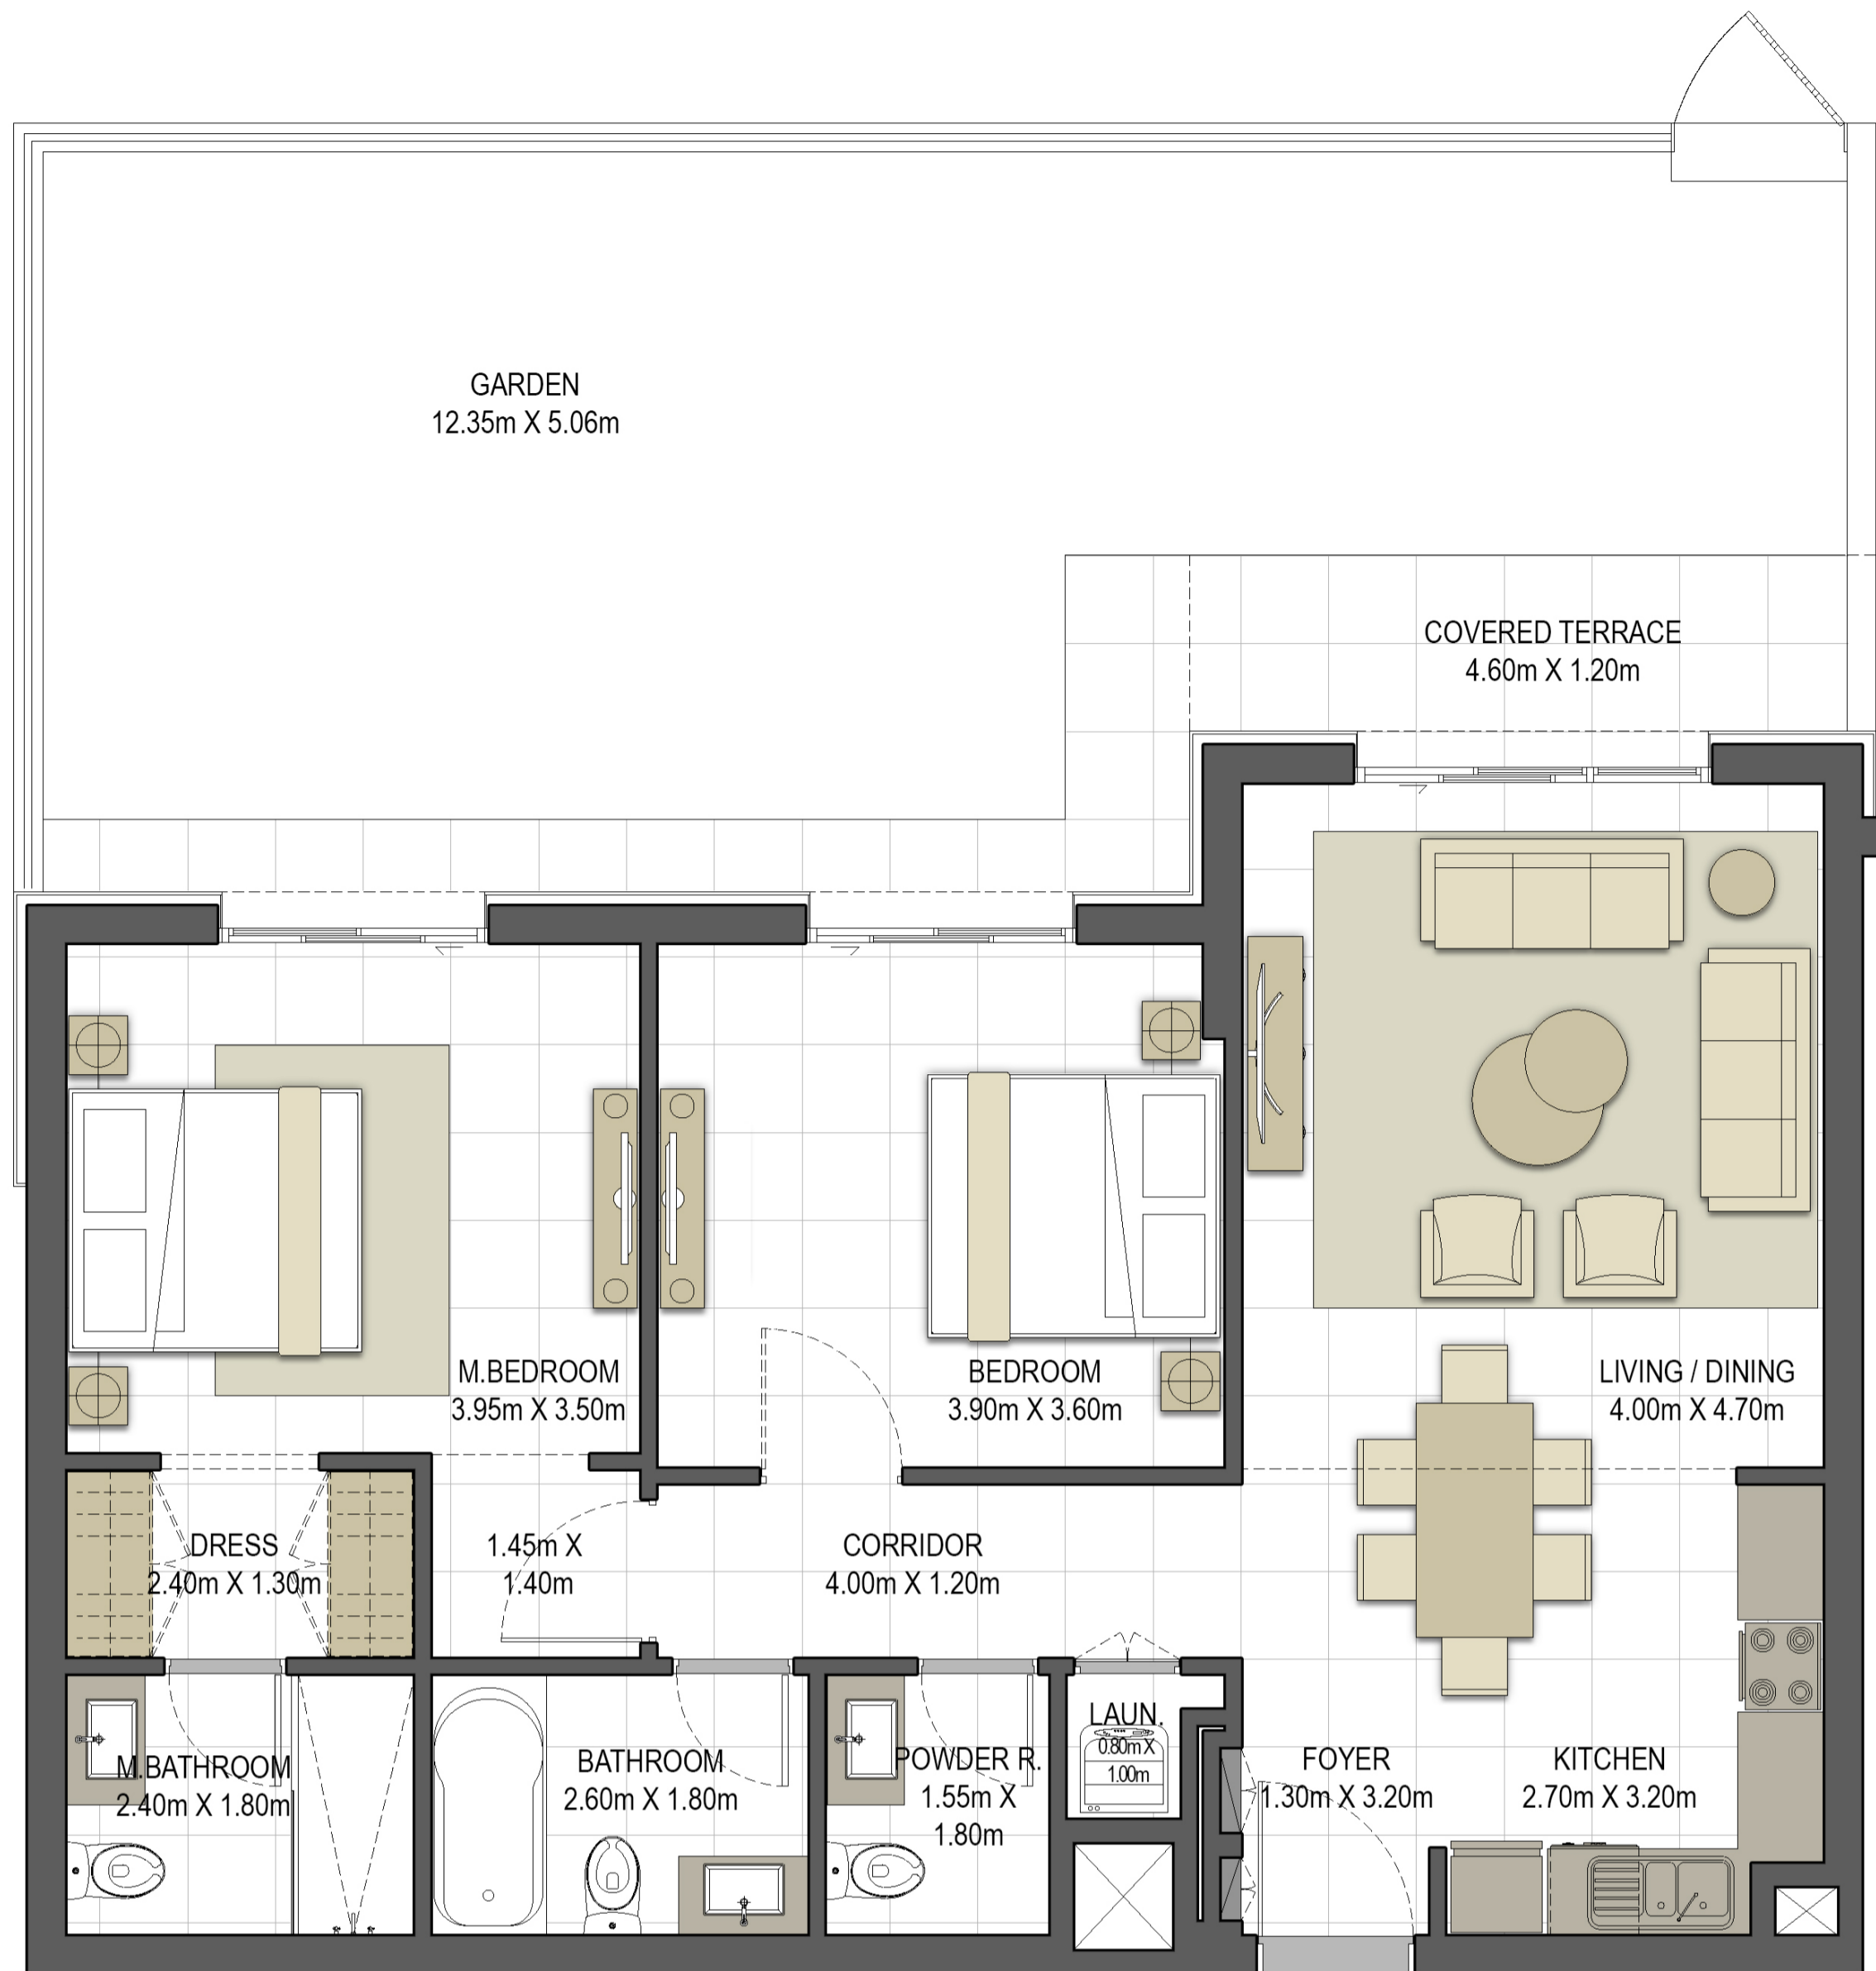 GARDEN
12.35m X 5.06m
COVERED TERRACE
4.60m X 1.20m
M.BEDROOM
3.95m X 3.50m
BEDROOM
3.90m X 3.60m
LIVING / DINING
4.00m X 4.70m
DRESS
2.40m X 1.30m
1.45m X
1.40m
CORRIDOR
4.00m X 1.20m
M.BATHROOM
2.40m X 1.80m
BATHROOM
2.60m X 1.80m
POWDER R.
1.55m X
1.80m
LAUN.
0.80m X
1.00m
FOYER
1.30m X 3.20m
KITCHEN
2.70m X 3.20m